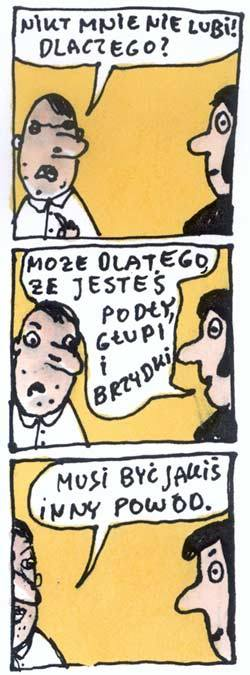 NIKT MNIE NIE LUBI!
DLACZEGO?
MOŻE DLATEGO,
ŻE JESTEŚ
PODŁY,
GŁUPI
I
BRZYDKI
MUSI BYĆ JAKIŚ
INNY POWÓD.